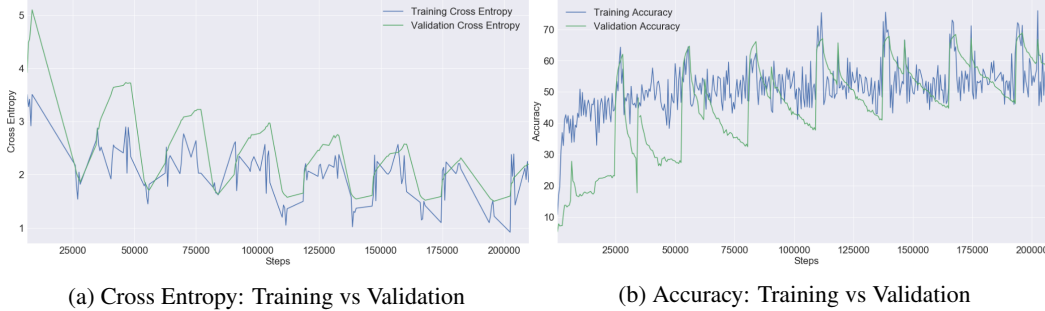 Training Cross Entropy
Validation Cross Entropy
5
4
3
2
1
Cross Entropy
25000 50000 75000 100000 125000 150000 175000 200000
Steps
(a) Cross Entropy: Training vs Validation
Training Accuracy
Validation Accuracy
70
60
50
40
30
20
10
Accuracy
25000 50000 75000 100000 125000 150000 175000 200000
Steps
(b) Accuracy: Training vs Validation